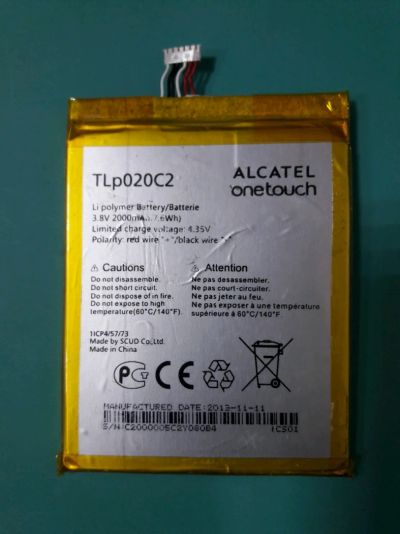 TLp020C2
ALCATEL
onetouch
Li polymer Battery/Batterie
3.8V 2000mAh(7.6Wh)
Limited charge voltage: 4.35V
Polarity: red wire "+"/black wire "-"
Cautions
Do not disassemble.
Do not short circuit.
Do not dispose of in fire.
Do not expose to high
temperature(60°C/140°F).
Attention
Ne pas desassembler.
Ne pas court circuiter.
Ne pas jeter au feu.
Ne pas exposer à une température
supérieure à 60°C/140°F.
1ICP4/57/73
Made by SCUD Co.,Ltd.
Made in China
MANUFACTURED DATE:2013-11-11
S/N:C2000005C2Y080B4
ICS01